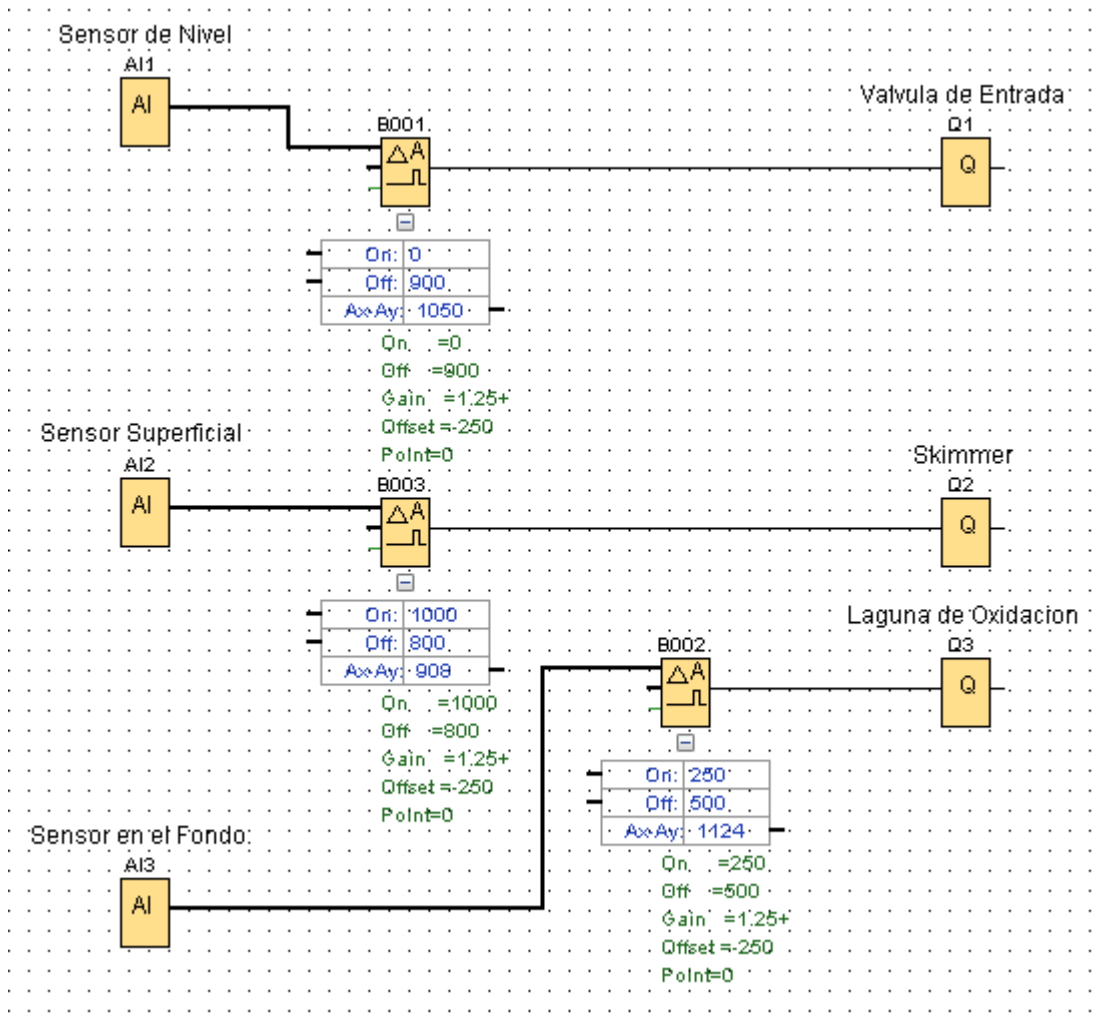 Sensor de Nivel
AI1
AI
Valvula de Entrada
B001
Q1
A
Q
On: 0
Off: 900
Ax-Ay: 1050
On =0
Off =900
Gain =1.25+
Offset =-250
Point=0
Sensor Superficial
AI2
AI
Skimmer
B003
Q2
A
Q
On: 1000
Off: 800
Ax-Ay: 909
On =1000
Off =800
Gain =1.25+
Offset =-250
Point=0
Laguna de Oxidacion
B002
Q3
A
Q
On: 250
Off: 500
Ax-Ay: 1124
On =250
Off =500
Gain =1.25+
Offset =-250
Point=0
Sensor en el Fondo.
AI3
AI